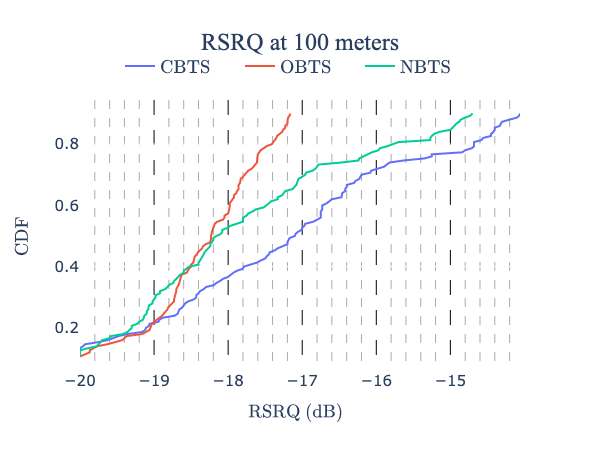 RSRQ at 100 meters
CBTS OBTS NBTS
0.8
0.6
CDF
0.4
0.2
−20 −19 −18 −17 −16 −15
RSRQ (dB)